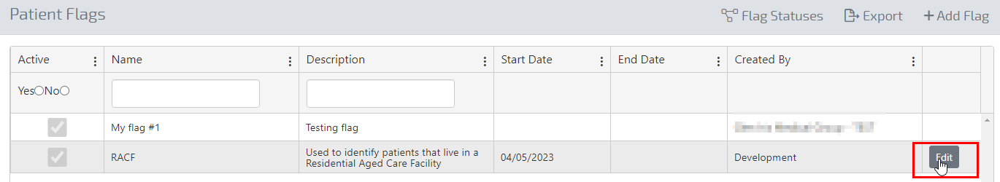 Patient Flags
Flag Statuses
Export
+ Add Flag
Active
Name
Description
Start Date
End Date
Created By
Yes No
My flag #1
Testing flag
RACF
Used to identify patients that live in a
Residential Aged Care Facility
04/05/2023
Development
Edit